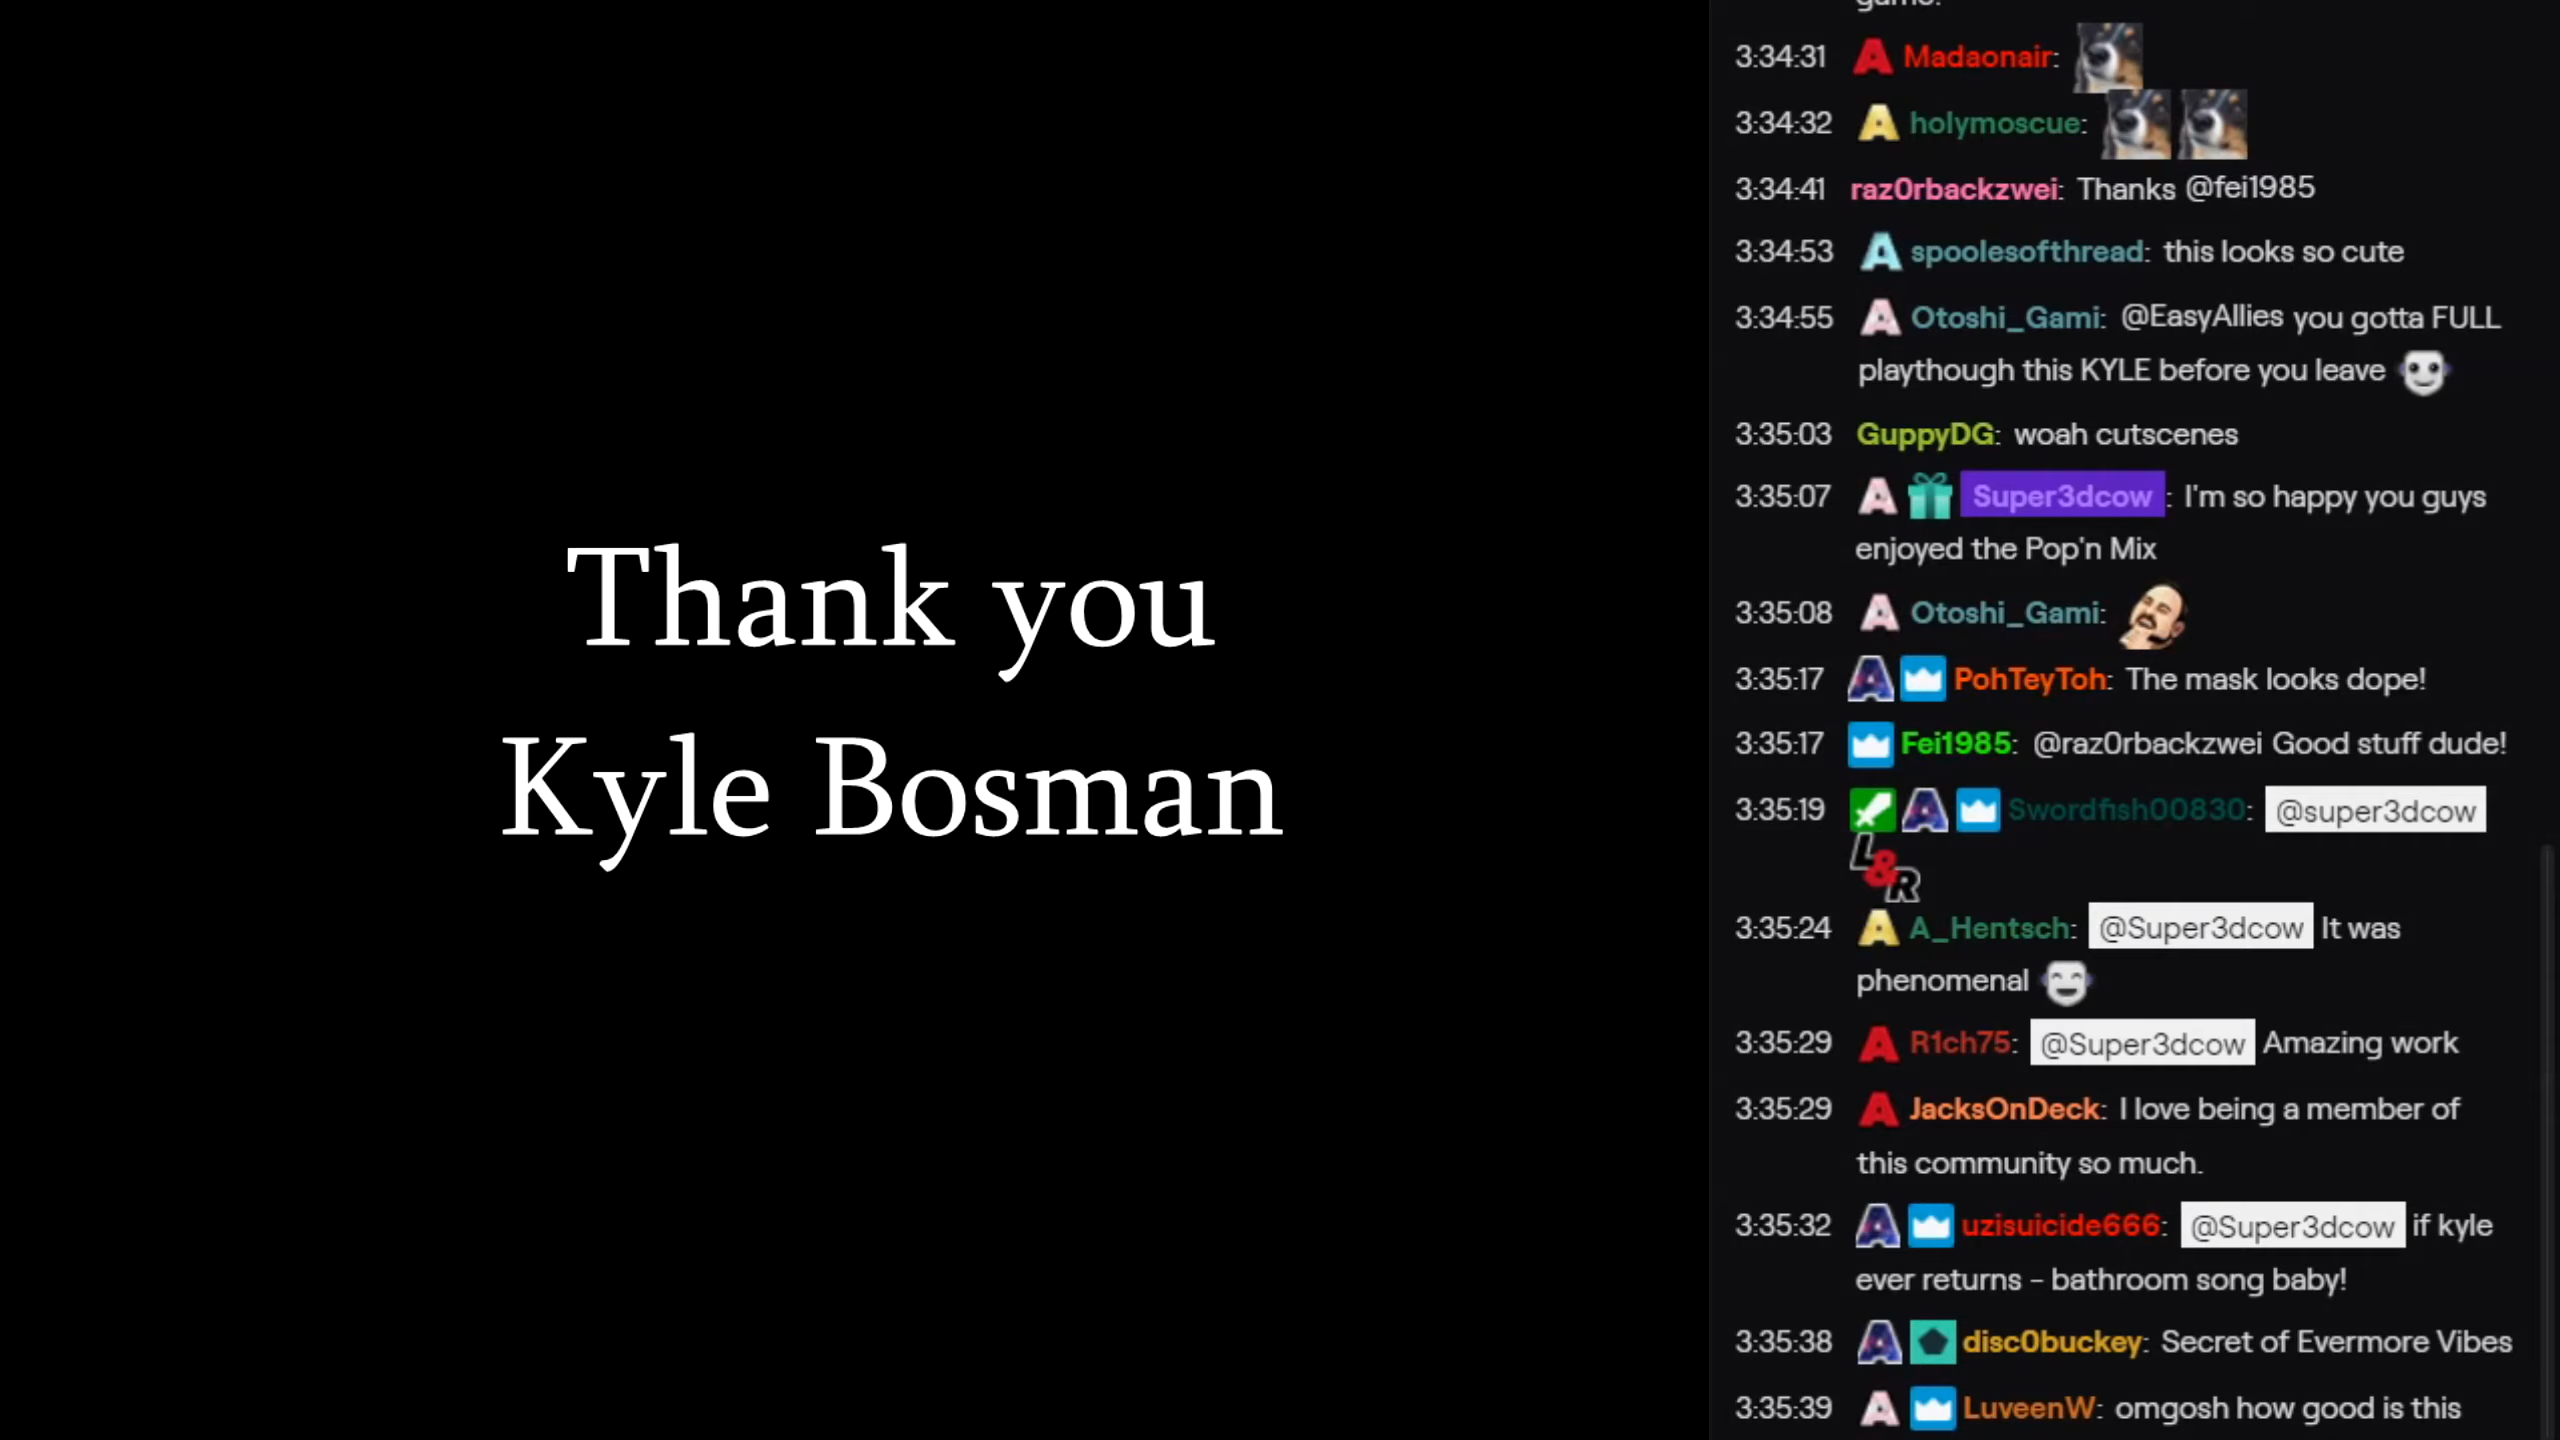 Thank you
Kyle Bosman
3:34:31 A Madaonair:
3:34:32 A holymoscue:
3:34:41 raz0rbackzwei: Thanks @fei1985
3:34:53 A spoolesofthread: this looks so cute
3:34:55 A Otoshi_Gami: @EasyAllies you gotta FULL
playthough this KYLE before you leave
3:35:03 GuppyDG: woah cutscenes
3:35:07 A Super3dcow: I'm so happy you guys
enjoyed the Pop'n Mix
3:35:08 A Otoshi_Gami:
3:35:17 A PohTeyToh: The mask looks dope!
3:35:17 Fei1985: @raz0rbackzwei Good stuff dude!
3:35:19 A Swordfish00830: @super3dcow
L&R
3:35:24 A A_Hentsch: @Super3dcow It was
phenomenal
3:35:29 A R1ch75: @Super3dcow Amazing work
3:35:29 A JacksOnDeck: I love being a member of
this community so much.
3:35:32 A uzisuicide666: @Super3dcow if kyle
ever returns - bathroom song baby!
3:35:38 A disc0buckey: Secret of Evermore Vibes
3:35:39 A LuveenW: omgosh how good is this